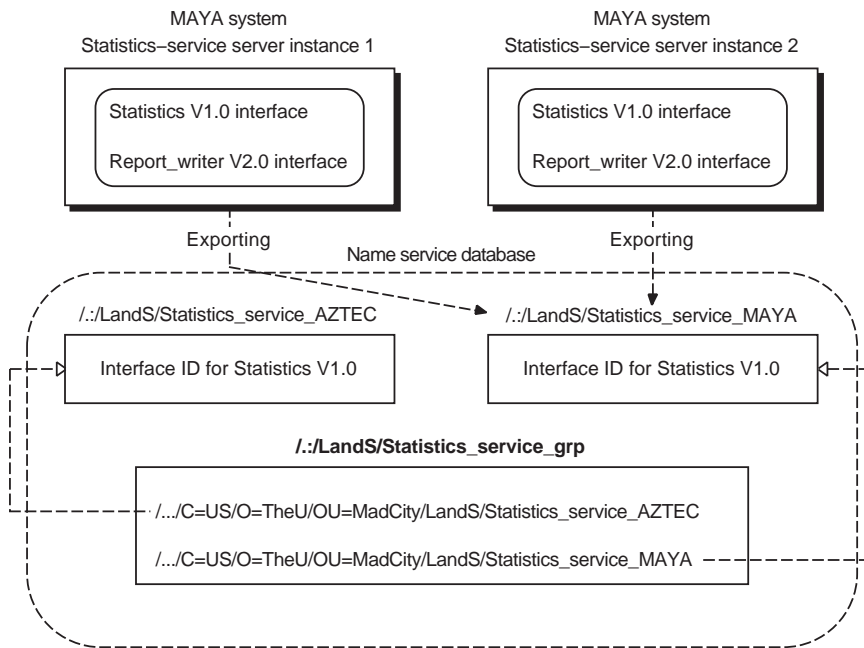 MAYA system
Statistics−service server instance 1
MAYA system
Statistics−service server instance 2
Statistics V1.0 interface
Report_writer V2.0 interface
Statistics V1.0 interface
Report_writer V2.0 interface
Exporting
Exporting
Name service database
/.:/LandS/Statistics_service_AZTEC
/.:/LandS/Statistics_service_MAYA
Interface ID for Statistics V1.0
Interface ID for Statistics V1.0
/.:/LandS/Statistics_service_grp
/.../C=US/O=TheU/OU=MadCity/LandS/Statistics_service_AZTEC
/.../C=US/O=TheU/OU=MadCity/LandS/Statistics_service_MAYA